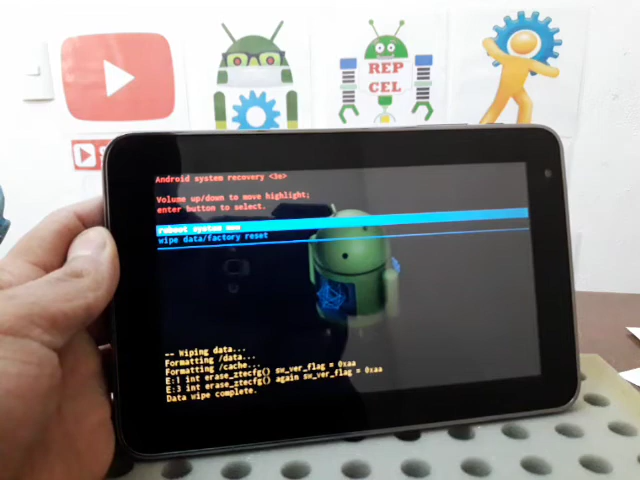 REP
CEL
S
Android system recovery <3e>
Volume up/down to move highlight;
enter button to select.
reboot system now
wipe data/factory reset
-- Wiping data...
Formatting /data...
Formatting /cache...
E:1 int erase_ztecfg() sw_ver_flag = 0xaa
E:3 int erase_ztecfg() again sw_ver_flag = 0xaa
Data wipe complete.